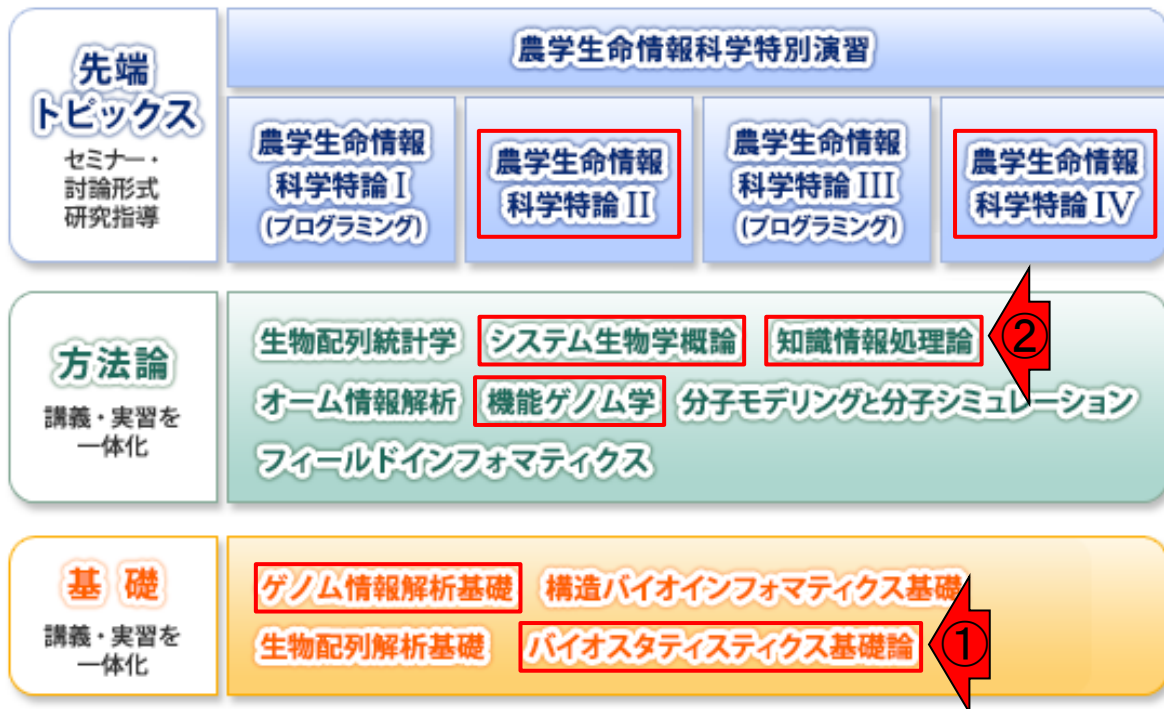 先端
トピックス
セミナー・
討論形式
研究指導
農学生命情報科学特別演習
農学生命情報
科学特論 I
(プログラミング)
農学生命情報
科学特論 II
農学生命情報
科学特論 III
(プログラミング)
農学生命情報
科学特論 IV
方法論
講義・実習を
一体化
生物配列統計学 システム生物学概論 知識情報処理論 ②
オーム情報解析 機能ゲノム学 分子モデリングと分子シミュレーション
フィールドインフォマティクス
基礎
講義・実習を
一体化
ゲノム情報解析基礎 構造バイオインフォマティクス基礎
生物配列解析基礎 バイオスタティスティクス基礎論 ①